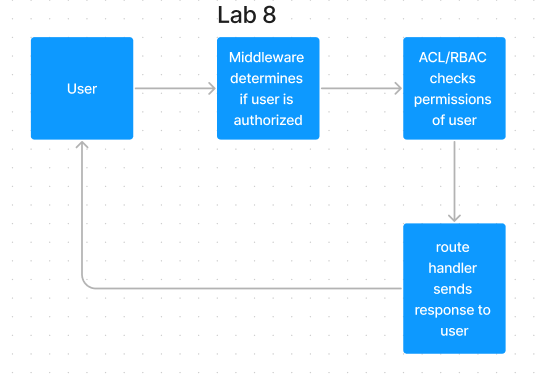 Lab 8
User
Middleware
determines
if user is
authorized
ACL/RBAC
checks
permissions
of user
route
handler
sends
response to
user